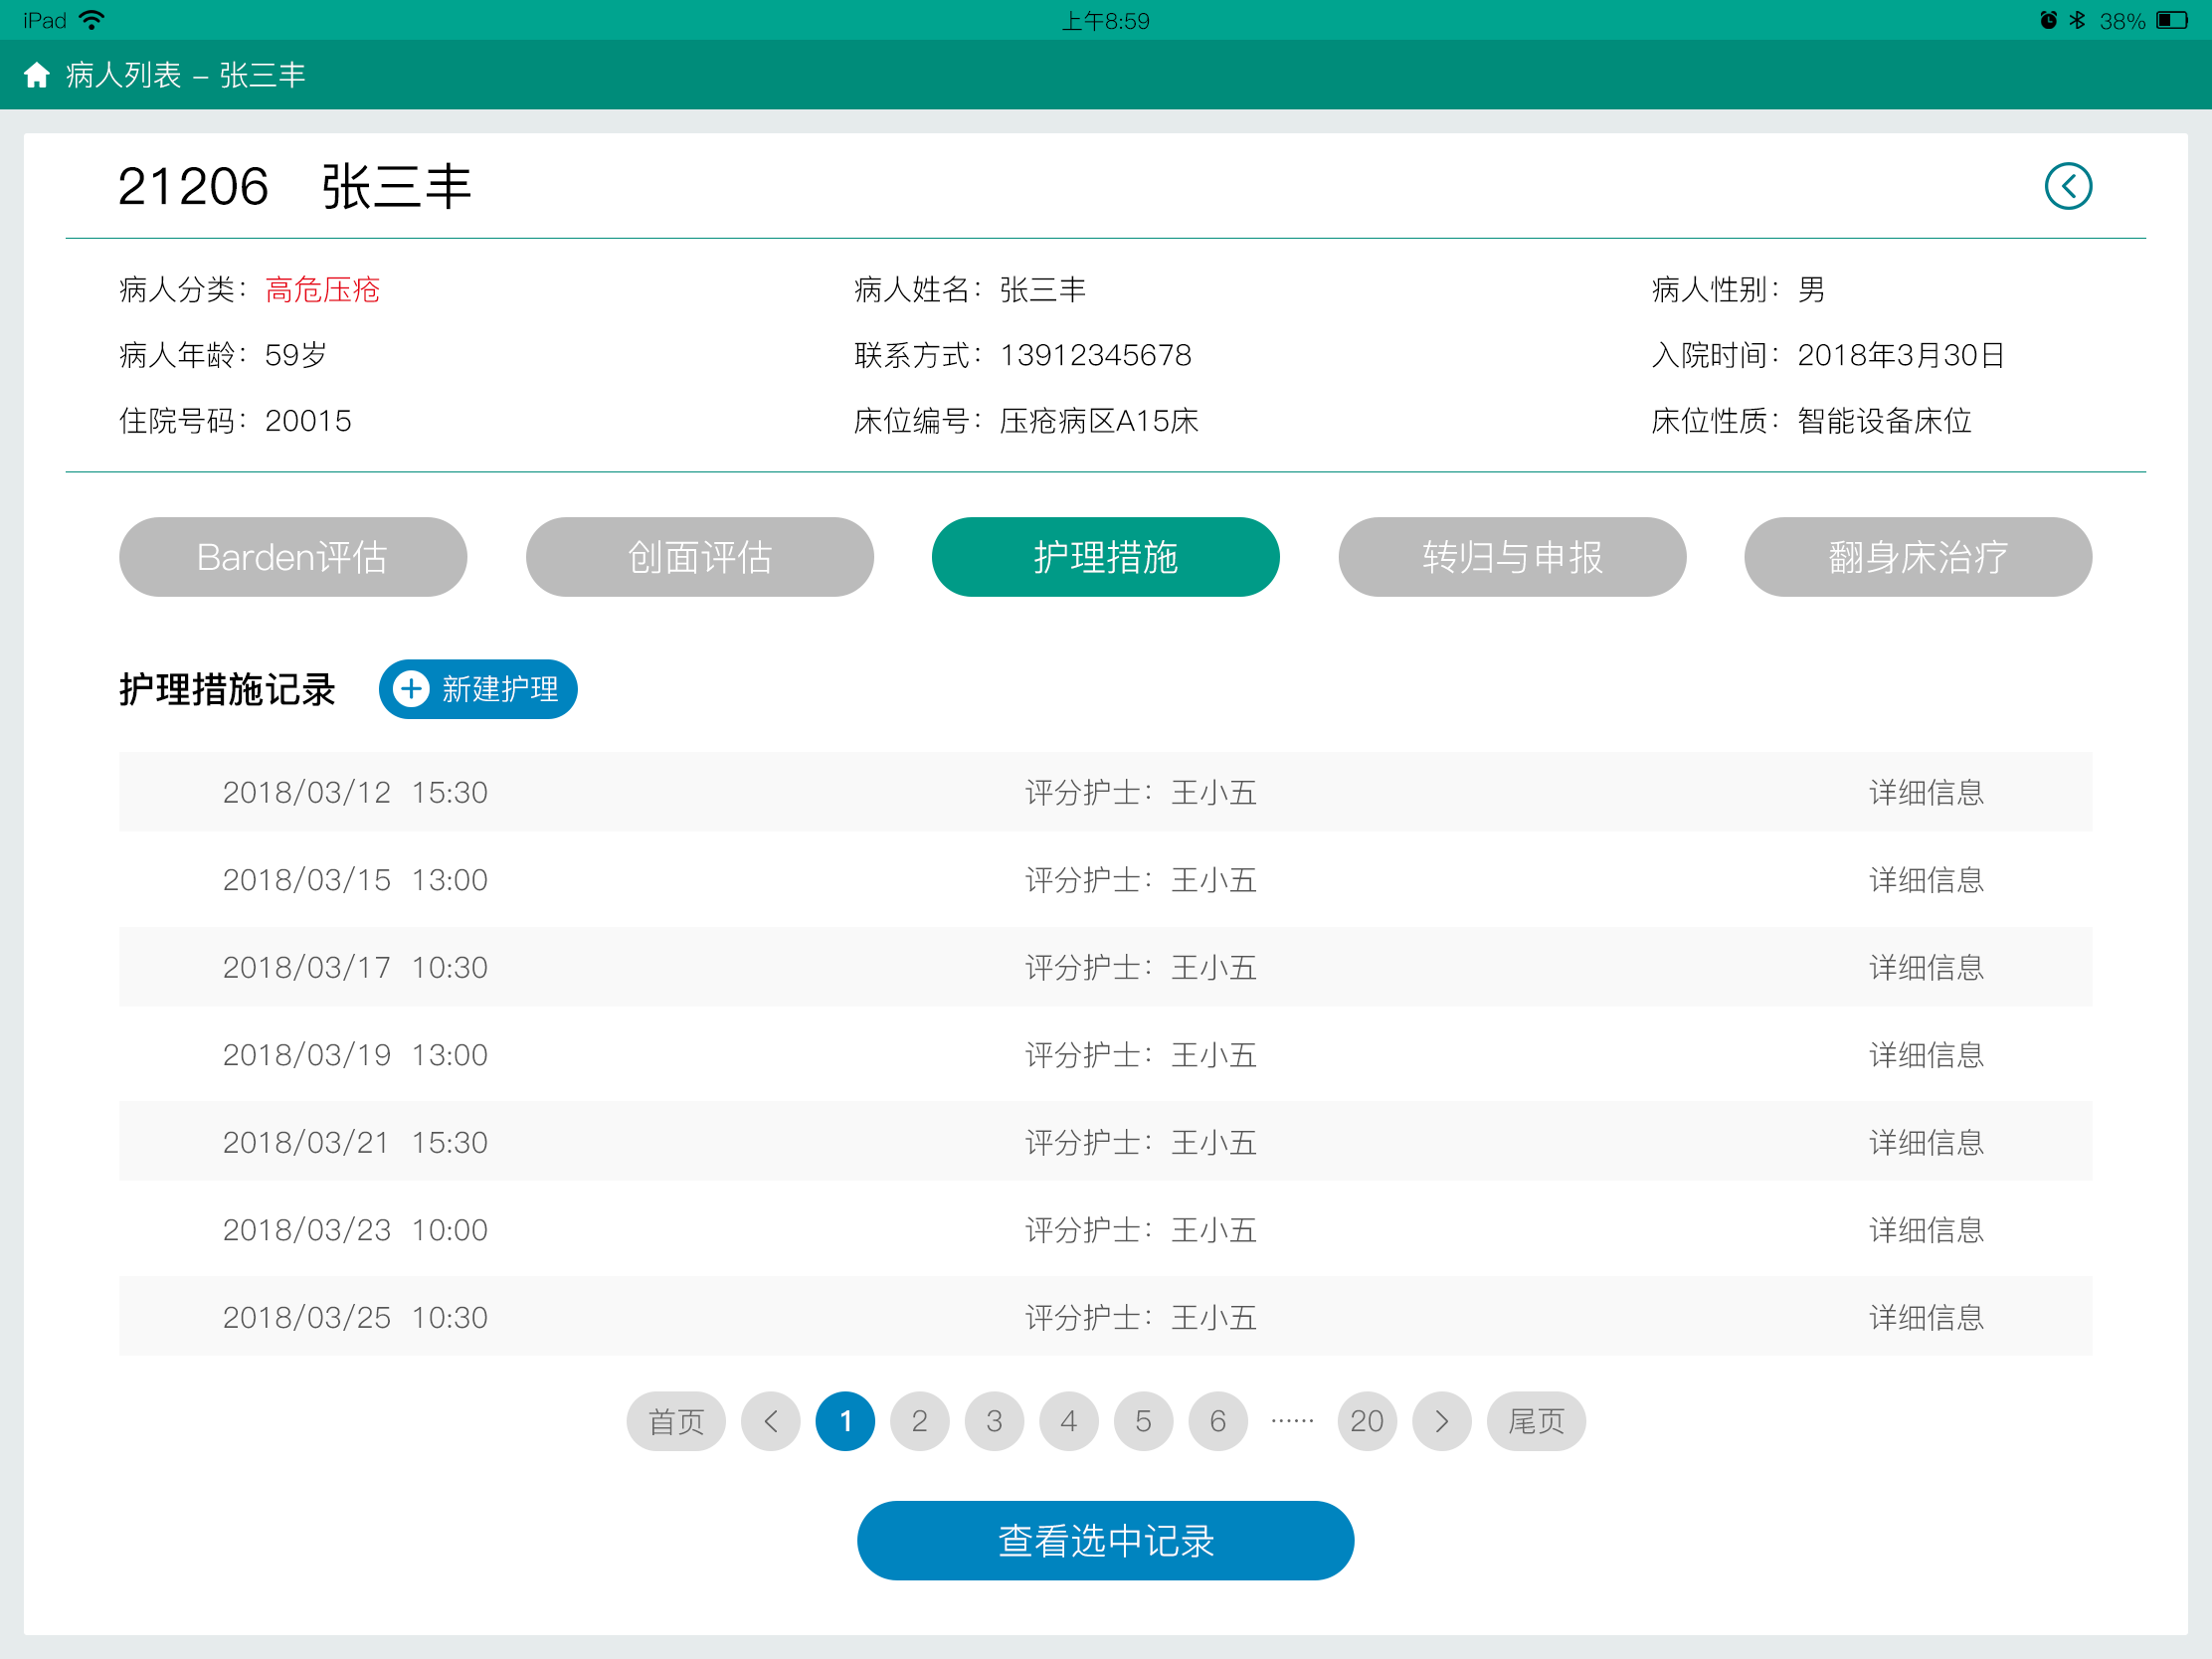 iPad 上午8:59 38%
病人列表 – 张三丰
21206 张三丰
病人分类：高危压疮 病人姓名：张三丰 病人性别：男
病人年龄：59岁 联系方式：13912345678 入院时间：2018年3月30日
住院号码：20015 床位编号：压疮病区A15床 床位性质：智能设备床位
Barden评估 创面评估 护理措施 转归与申报 翻身床治疗
护理措施记录 新建护理
2018/03/12 15:30 评分护士：王小五 详细信息
2018/03/15 13:00 评分护士：王小五 详细信息
2018/03/17 10:30 评分护士：王小五 详细信息
2018/03/19 13:00 评分护士：王小五 详细信息
2018/03/21 15:30 评分护士：王小五 详细信息
2018/03/23 10:00 评分护士：王小五 详细信息
2018/03/25 10:30 评分护士：王小五 详细信息
首页 < 1 2 3 4 5 6 ······ 20 > 尾页
查看选中记录